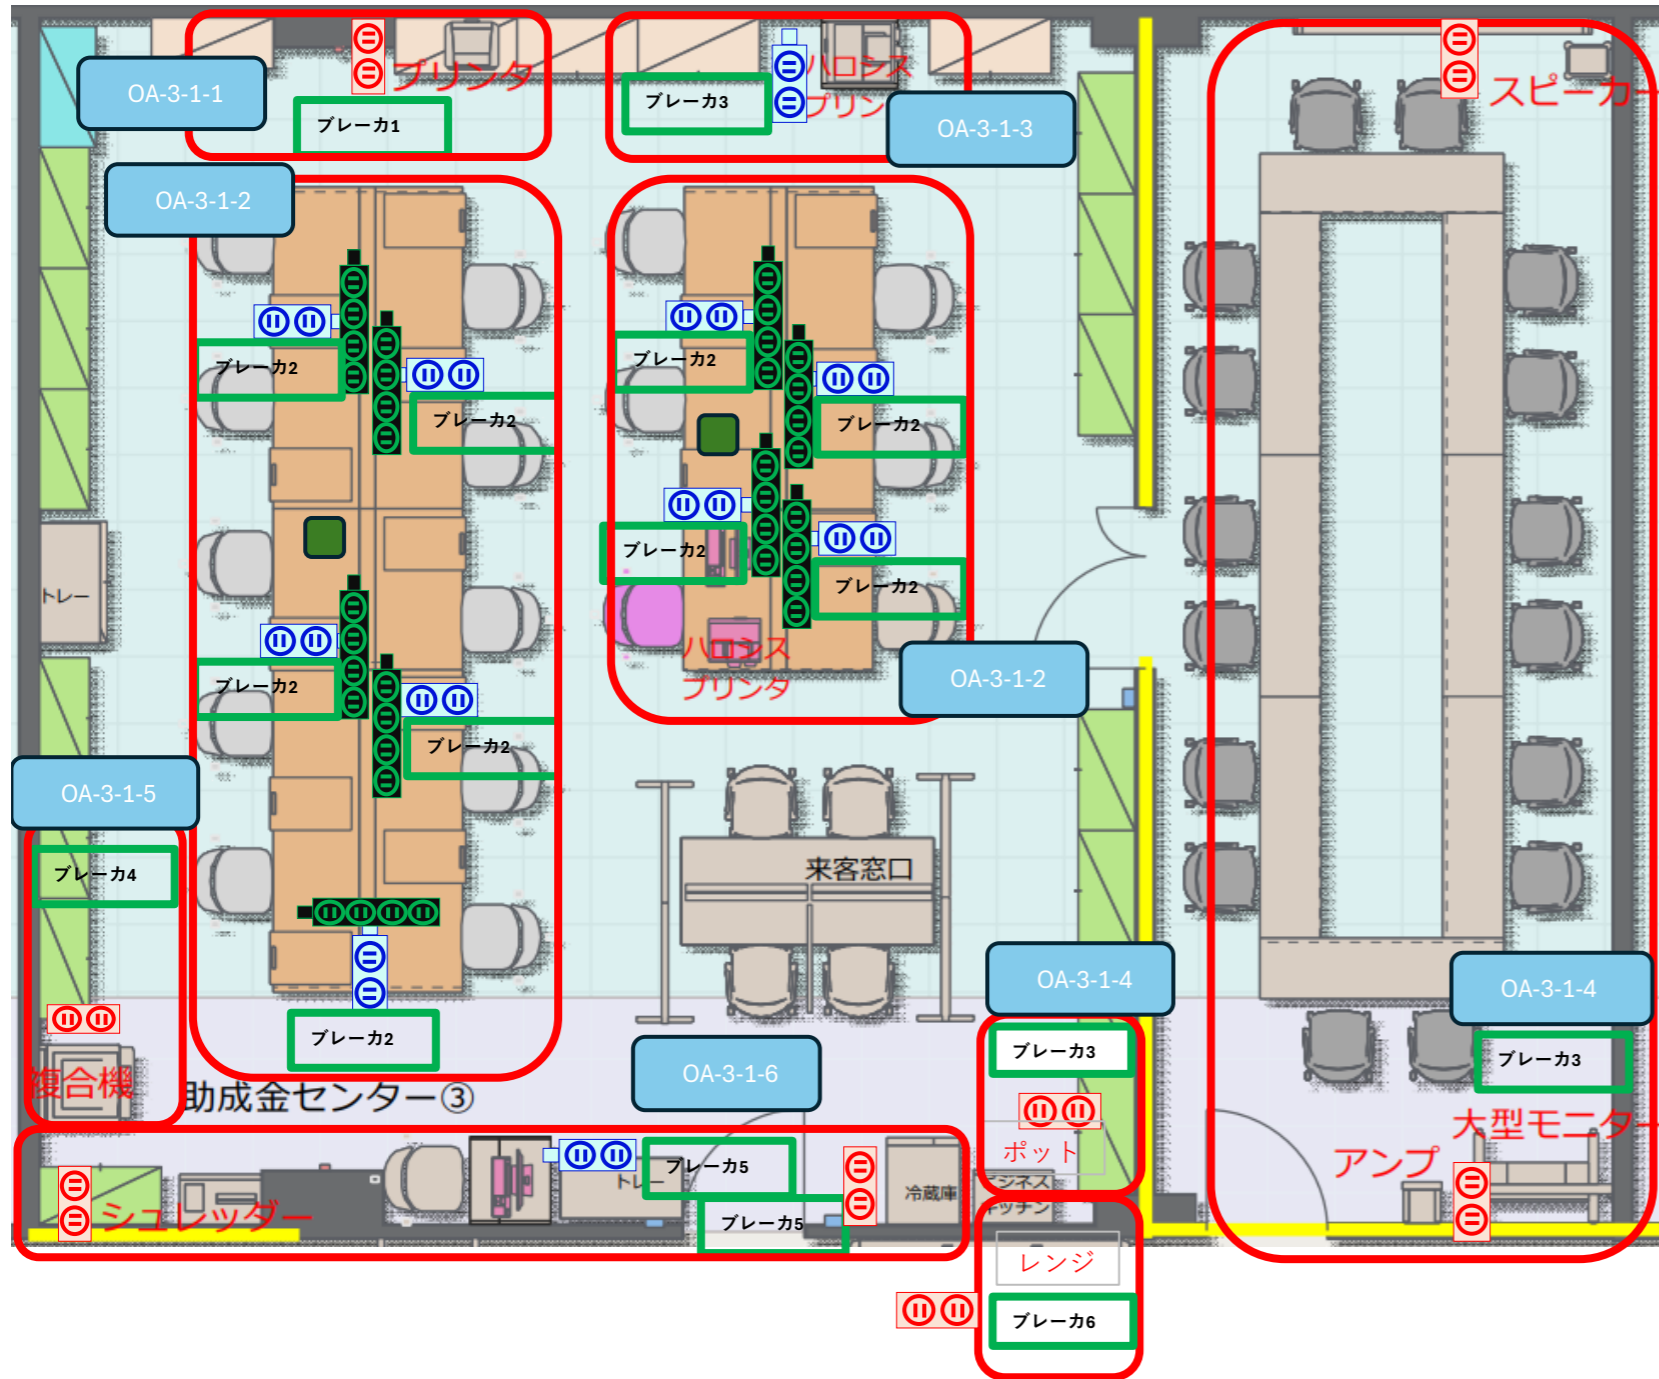 OA-3-1-1
プリンタ
ブレーカ1
ブレーカ3
ハロシス
プリン
OA-3-1-3
スピーカー
OA-3-1-2
ブレーカ2
ブレーカ2
ブレーカ2
ブレーカ2
ブレーカ2
ブレーカ2
トレー
ハロシス
プリンタ
OA-3-1-2
ブレーカ2
ブレーカ2
OA-3-1-5
ブレーカ4
来客窓口
OA-3-1-4
OA-3-1-4
ブレーカ2
ブレーカ3
ブレーカ3
OA-3-1-6
複合機
助成金センター③
ポット
大型モニター
アンプ
ブレーカ5
トレー
冷蔵庫
ビジネス
キッチン
シュレッダー
ブレーカ5
レンジ
ブレーカ6